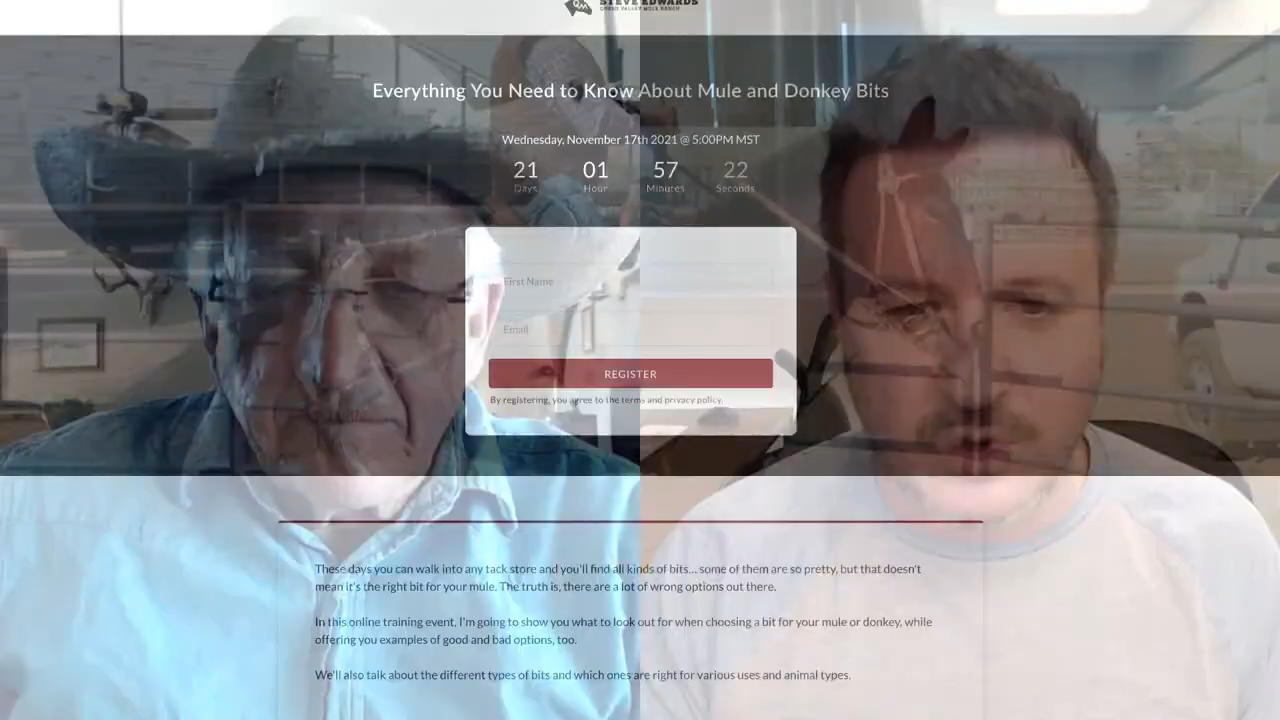 STEVE EDWARDS
QUEEN VALLEY MULE RANCH
Everything You Need to Know About Mule and Donkey Bits
Wednesday, November 17th 2021 @ 5:00PM MST
21 01 57 22
Days Hour Minutes Seconds
First Name
Email
REGISTER
By registering, you agree to the terms and privacy policy.
These days you can walk into any tack store and you'll find all kinds of bits... some of them are so pretty, but that doesn't
mean it's the right bit for your mule. The truth is, there are a lot of wrong options out there.
In this online training event, I'm going to show you what to look out for when choosing a bit for your mule or donkey, while
offering you examples of good and bad options, too.
We'll also talk about the different types of bits and which ones are right for various uses and animal types.